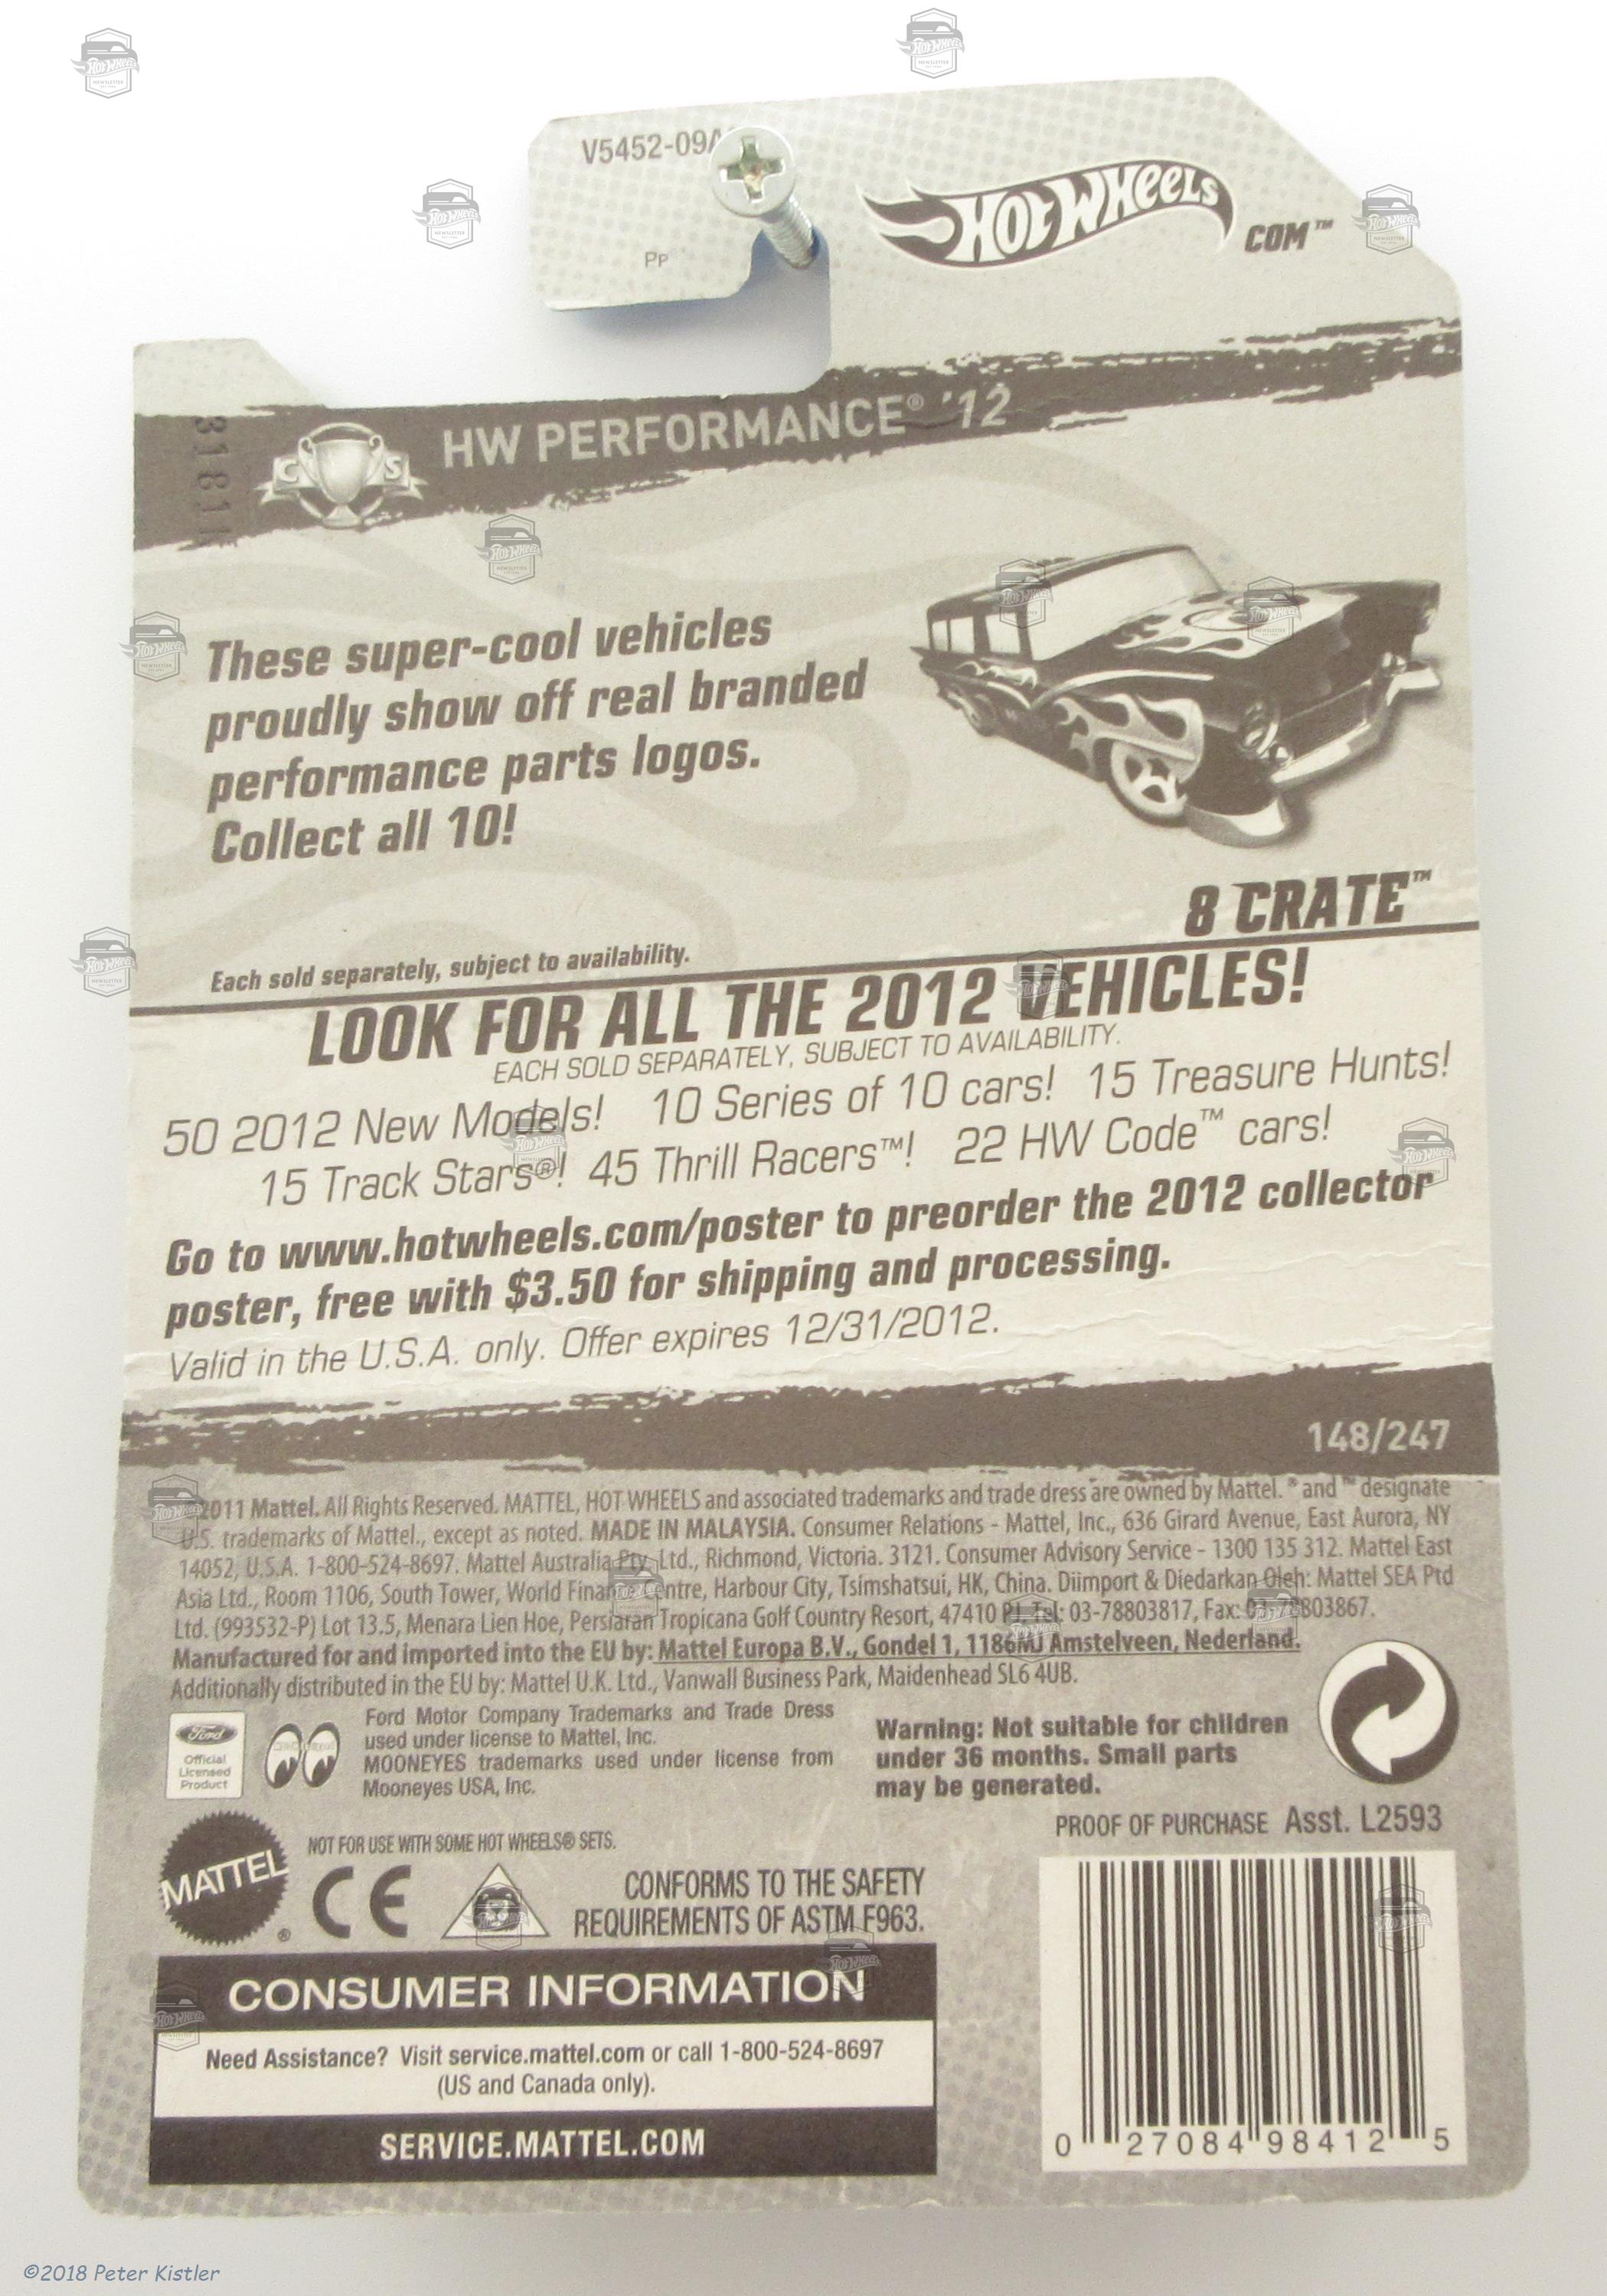 V5452-09A
Pp
HOT WHEELS
COM™
HW PERFORMANCE® '12
C S
These super-cool vehicles
proudly show off real branded
performance parts logos.
Collect all 10!
8 CRATE™
Each sold separately, subject to availability.
LOOK FOR ALL THE 2012 VEHICLES!
EACH SOLD SEPARATELY, SUBJECT TO AVAILABILITY.
50 2012 New Models! 10 Series of 10 cars! 15 Treasure Hunts!
15 Track Stars®! 45 Thrill Racers™! 22 HW Code™ cars!
Go to www.hotwheels.com/poster to preorder the 2012 collector
poster, free with $3.50 for shipping and processing.
Valid in the U.S.A. only. Offer expires 12/31/2012.
148/247
2011 Mattel. All Rights Reserved. MATTEL, HOT WHEELS and associated trademarks and trade dress are owned by Mattel. ® and ™ designate
U.S. trademarks of Mattel., except as noted. MADE IN MALAYSIA. Consumer Relations - Mattel, Inc., 636 Girard Avenue, East Aurora, NY
14052, U.S.A. 1-800-524-8697. Mattel Australia Pty. Ltd., Richmond, Victoria. 3121. Consumer Advisory Service - 1300 135 312. Mattel East
Asia Ltd., Room 1106, South Tower, World Finance Centre, Harbour City, Tsimshatsui, HK, China. Diimport & Diedarkan Oleh: Mattel SEA Ptd
Ltd. (993532-P) Lot 13.5, Menara Lien Hoe, Persiaran Tropicana Golf Country Resort, 47410 PJ. Tel: 03-78803817, Fax: 03-78803867.
Manufactured for and imported into the EU by: Mattel Europa B.V., Gondel 1, 1186MJ Amstelveen, Nederland.
Additionally distributed in the EU by: Mattel U.K. Ltd., Vanwall Business Park, Maidenhead SL6 4UB.
Ford
Official
Licensed
Product
Ford Motor Company Trademarks and Trade Dress
used under license to Mattel, Inc.
MOONEYES trademarks used under license from
Mooneyes USA, Inc.
Warning: Not suitable for children
under 36 months. Small parts
may be generated.
PROOF OF PURCHASE Asst. L2593
MATTEL ®
NOT FOR USE WITH SOME HOT WHEELS® SETS.
CE
CONFORMS TO THE SAFETY
REQUIREMENTS OF ASTM F963.
CONSUMER INFORMATION
Need Assistance? Visit service.mattel.com or call 1-800-524-8697
(US and Canada only).
SERVICE.MATTEL.COM
0 27084 98412 5
©2018 Peter Kistler